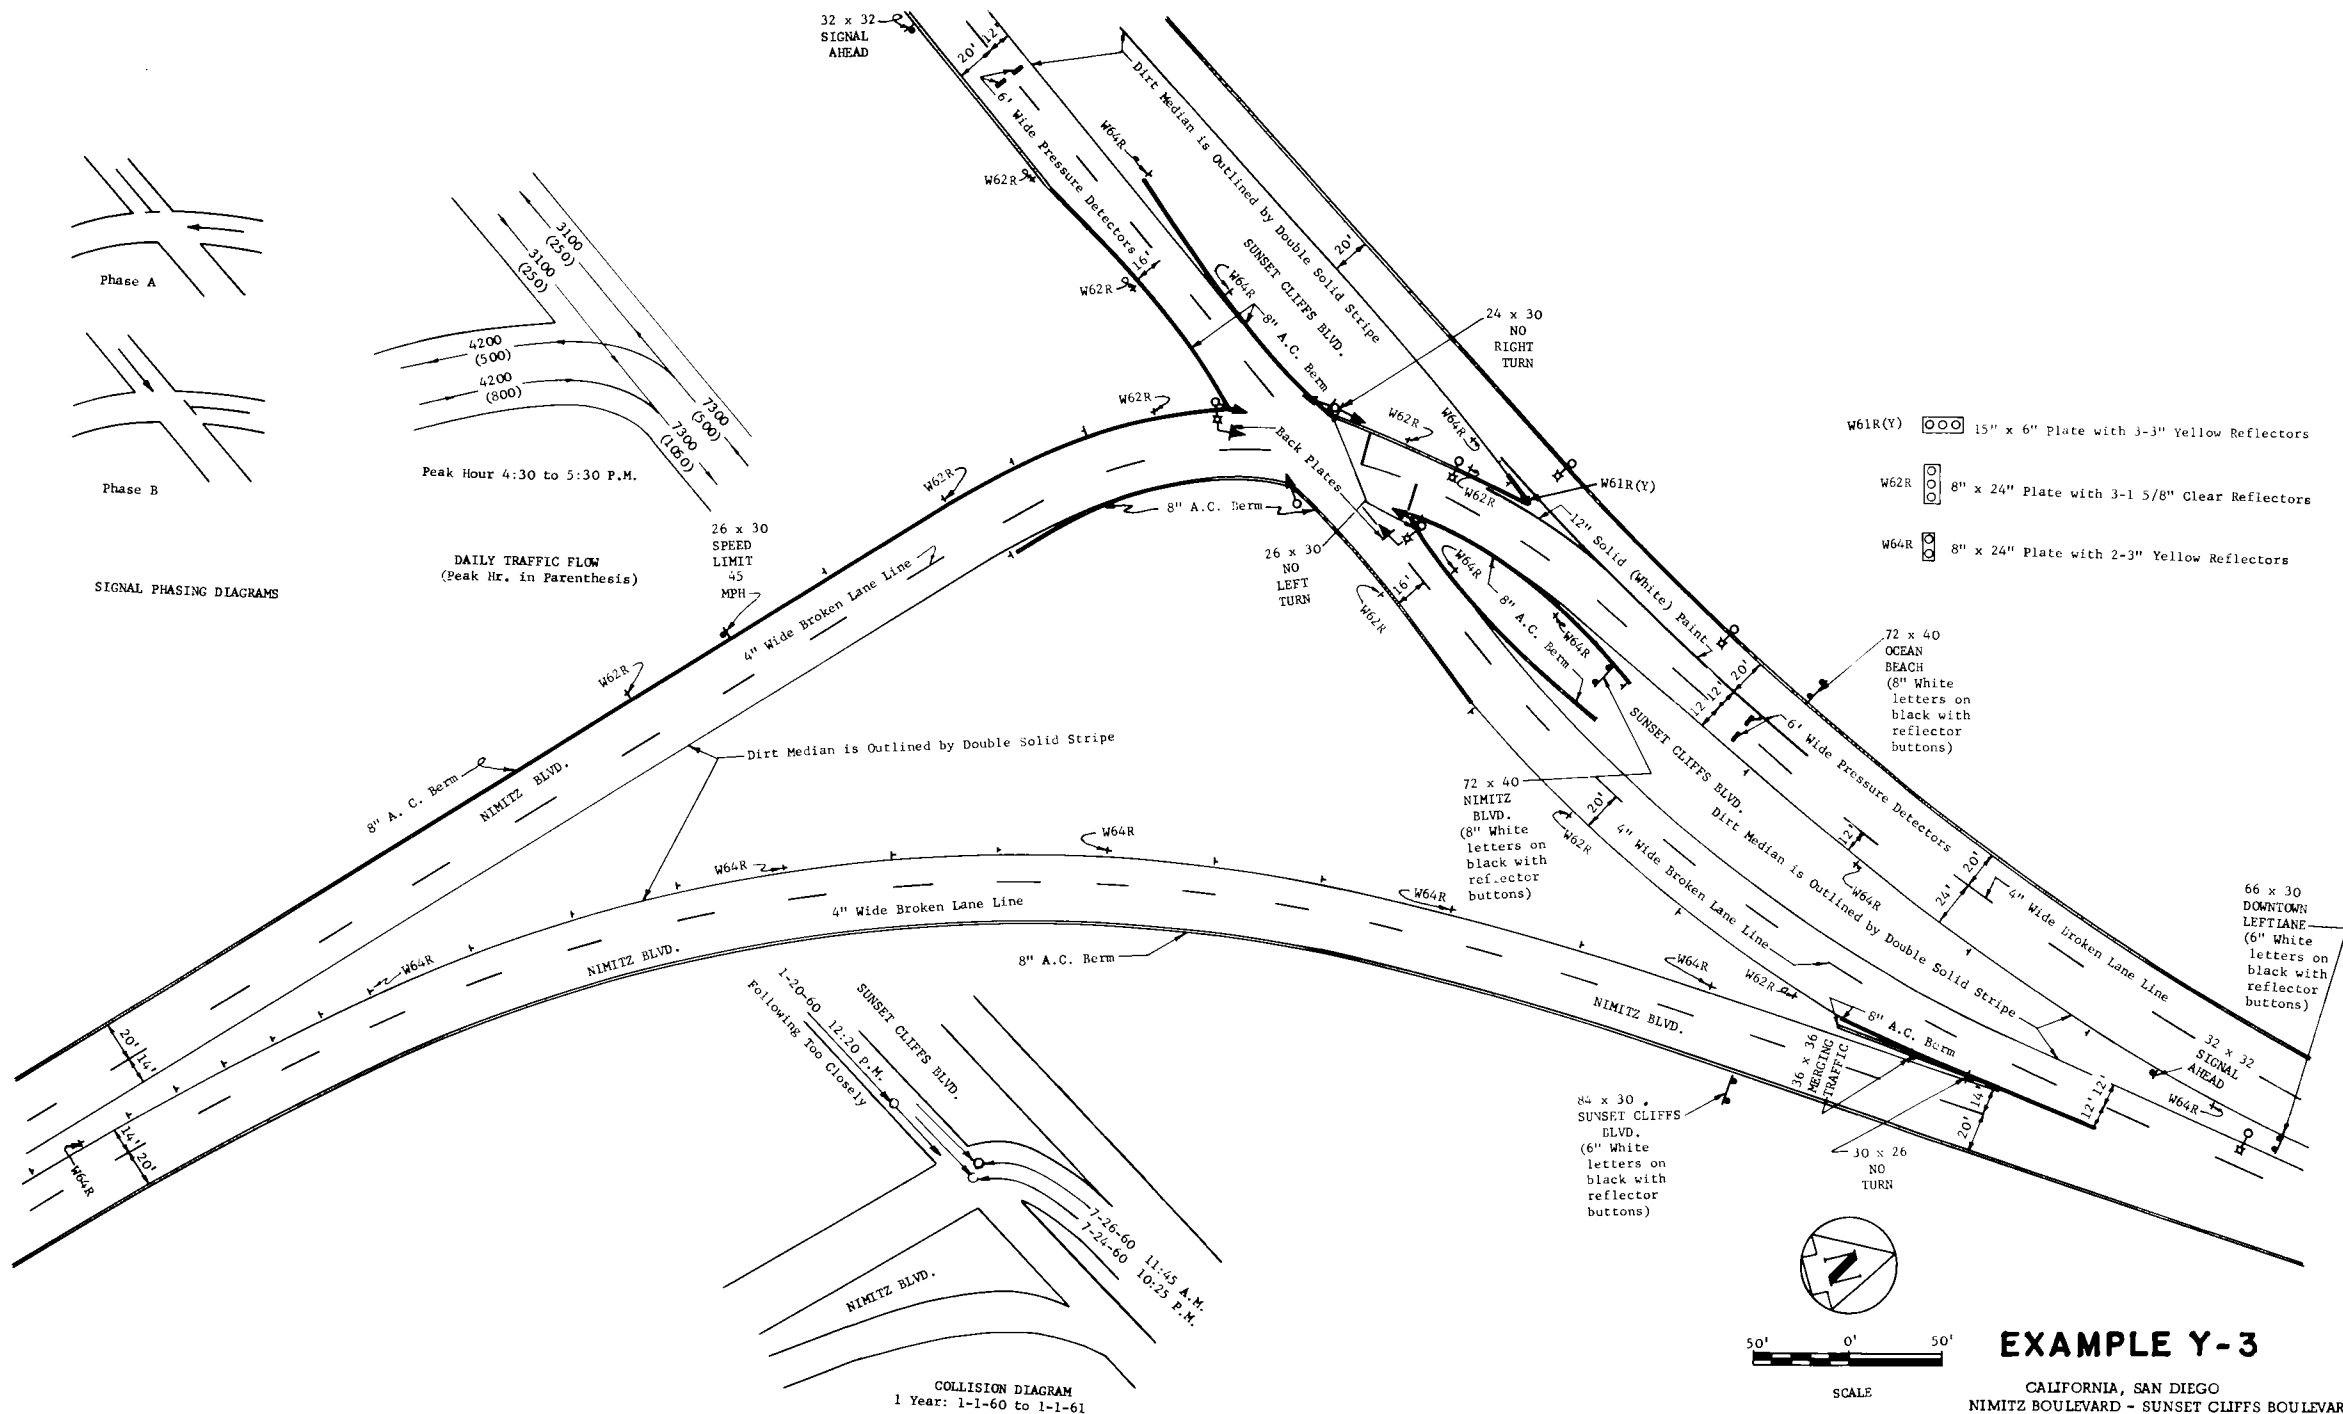 32 x 32
SIGNAL
AHEAD
20' 12'
6' Wide Pressure Detectors
16'
W62R
W62R
W64R
W64R
Dirt Median is Outlined by Double Solid Stripe
20'
SUNSET CLIFFS BLVD.
8" A.C. Berm
24 x 30
NO
RIGHT
TURN
Phase A
Phase B
SIGNAL PHASING DIAGRAMS
3100
(250)
3100
(250)
4200
(500)
4200
(800)
7300
(500)
7300
(1050)
Peak Hour 4:30 to 5:30 P.M.
DAILY TRAFFIC FLOW
(Peak Hr. in Parenthesis)
W61R(Y) 15" x 6" Plate with 3-3" Yellow Reflectors
W62R 8" x 24" Plate with 3-1 5/8" Clear Reflectors
W64R 8" x 24" Plate with 2-3" Yellow Reflectors
W62R
W62R
W64R
W62R
W62R
W61R(Y)
Back Plates
8" A.C. Berm
26 x 30
SPEED
LIMIT
45
MPH
4" Wide Broken Lane Line
26 x 30
NO
LEFT
TURN
16'
W62R
W64R
8" A.C. Berm
W64R
12" Solid (White) Paint
12' 12' 20'
72 x 40
OCEAN
BEACH
(8" White
letters on
black with
reflector
buttons)
W62R
8" A. C. Berm
NIMITZ BLVD.
Dirt Median is Outlined by Double Solid Stripe
72 x 40
NIMITZ
BLVD.
(8" White
letters on
black with
reflector
buttons)
SUNSET CLIFFS BLVD.
Dirt Median is Outlined by Double Solid Stripe
6' Wide Pressure Detectors
20'
W62R
4" Wide Broken Lane Line
12'
W64R
24' 20'
4" Wide Broken Lane Line
66 x 30
DOWNTOWN
LEFT LANE
(6" White
letters on
black with
reflector
buttons)
W64R
W64R
W64R
4" Wide Broken Lane Line
NIMITZ BLVD.
8" A.C. Berm
W64R
W64R
W62R
NIMITZ BLVD.
8" A.C. Berm
36 x 36
MERGING
TRAFFIC
32 x 32
SIGNAL
AHEAD
W64R
12' 12'
14'
20'
84 x 30
SUNSET CLIFFS
BLVD.
(6" White
letters on
black with
reflector
buttons)
30 x 26
NO
TURN
20' 14'
14' 20'
W64R
1-20-60 12:20 P.M.
Following Too Closely
SUNSET CLIFFS BLVD.
7-26-60 11:45 A.M.
7-24-60 10:25 P.M.
NIMITZ BLVD.
COLLISION DIAGRAM
1 Year: 1-1-60 to 1-1-61
N
50' 0' 50'
SCALE
EXAMPLE Y-3
CALIFORNIA, SAN DIEGO
NIMITZ BOULEVARD - SUNSET CLIFFS BOULEVAR